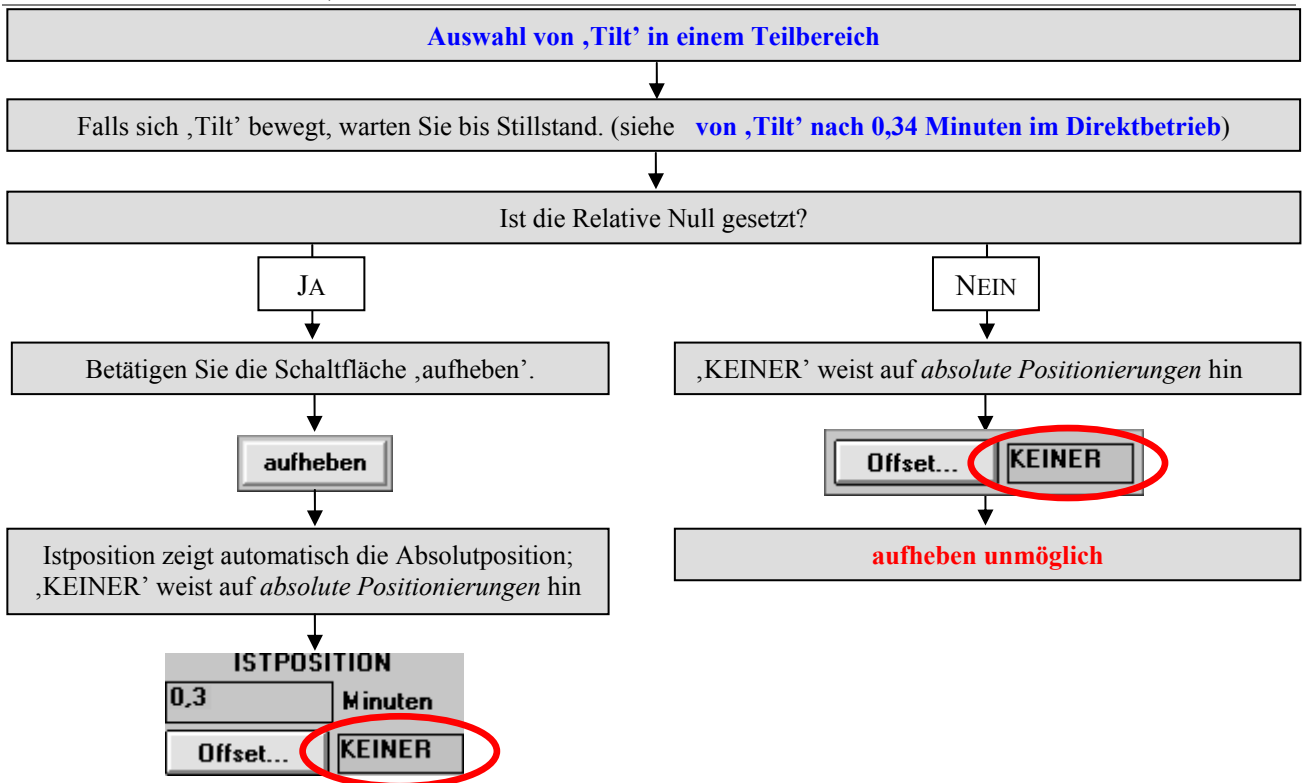 Auswahl von ‚Tilt’ in einem Teilbereich
Falls sich ‚Tilt’ bewegt, warten Sie bis Stillstand. (siehe von ‚Tilt’ nach 0,34 Minuten im Direktbetrieb)
Ist die Relative Null gesetzt?
JA
NEIN
Betätigen Sie die Schaltfläche ‚aufheben’.
‚KEINER’ weist auf absolute Positionierungen hin
aufheben
Offset... KEINER
Istposition zeigt automatisch die Absolutposition;
‚KEINER’ weist auf absolute Positionierungen hin
aufheben unmöglich
ISTPOSITION
0,3 Minuten
Offset... KEINER